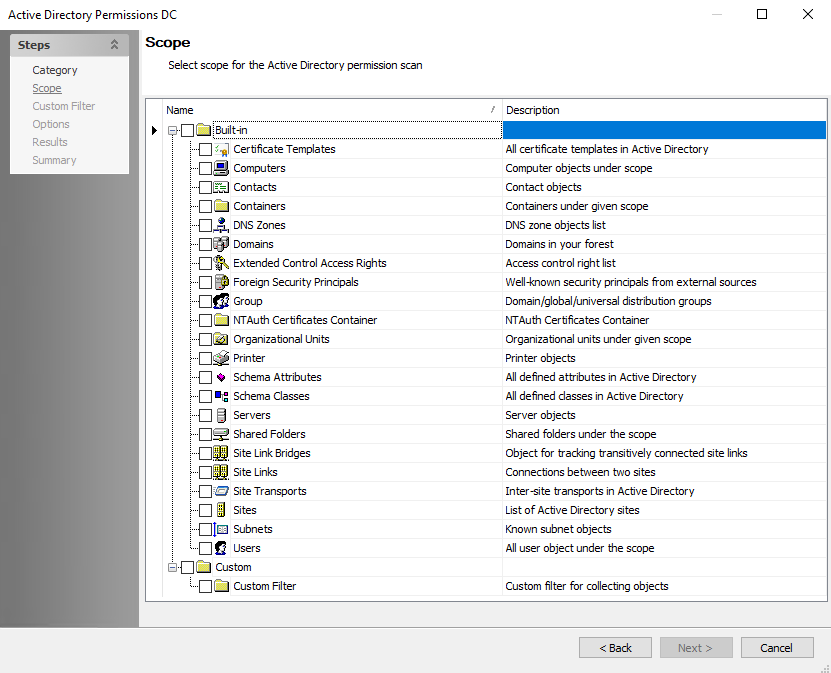 Active Directory Permissions DC
Steps
Category
Scope
Custom Filter
Options
Results
Summary
Scope
Select scope for the Active Directory permission scan
Name / Description
Built-in
Certificate Templates All certificate templates in Active Directory
Computers Computer objects under scope
Contacts Contact objects
Containers Containers under given scope
DNS Zones DNS zone objects list
Domains Domains in your forest
Extended Control Access Rights Access control right list
Foreign Security Principals Well-known security principals from external sources
Group Domain/global/universal distribution groups
NTAuth Certificates Container NTAuth Certificates Container
Organizational Units Organizational units under given scope
Printer Printer objects
Schema Attributes All defined attributes in Active Directory
Schema Classes All defined classes in Active Directory
Servers Server objects
Shared Folders Shared folders under the scope
Site Link Bridges Object for tracking transitively connected site links
Site Links Connections between two sites
Site Transports Inter-site transports in Active Directory
Sites List of Active Directory sites
Subnets Known subnet objects
Users All user object under the scope
Custom
Custom Filter Custom filter for collecting objects
< Back Next > Cancel